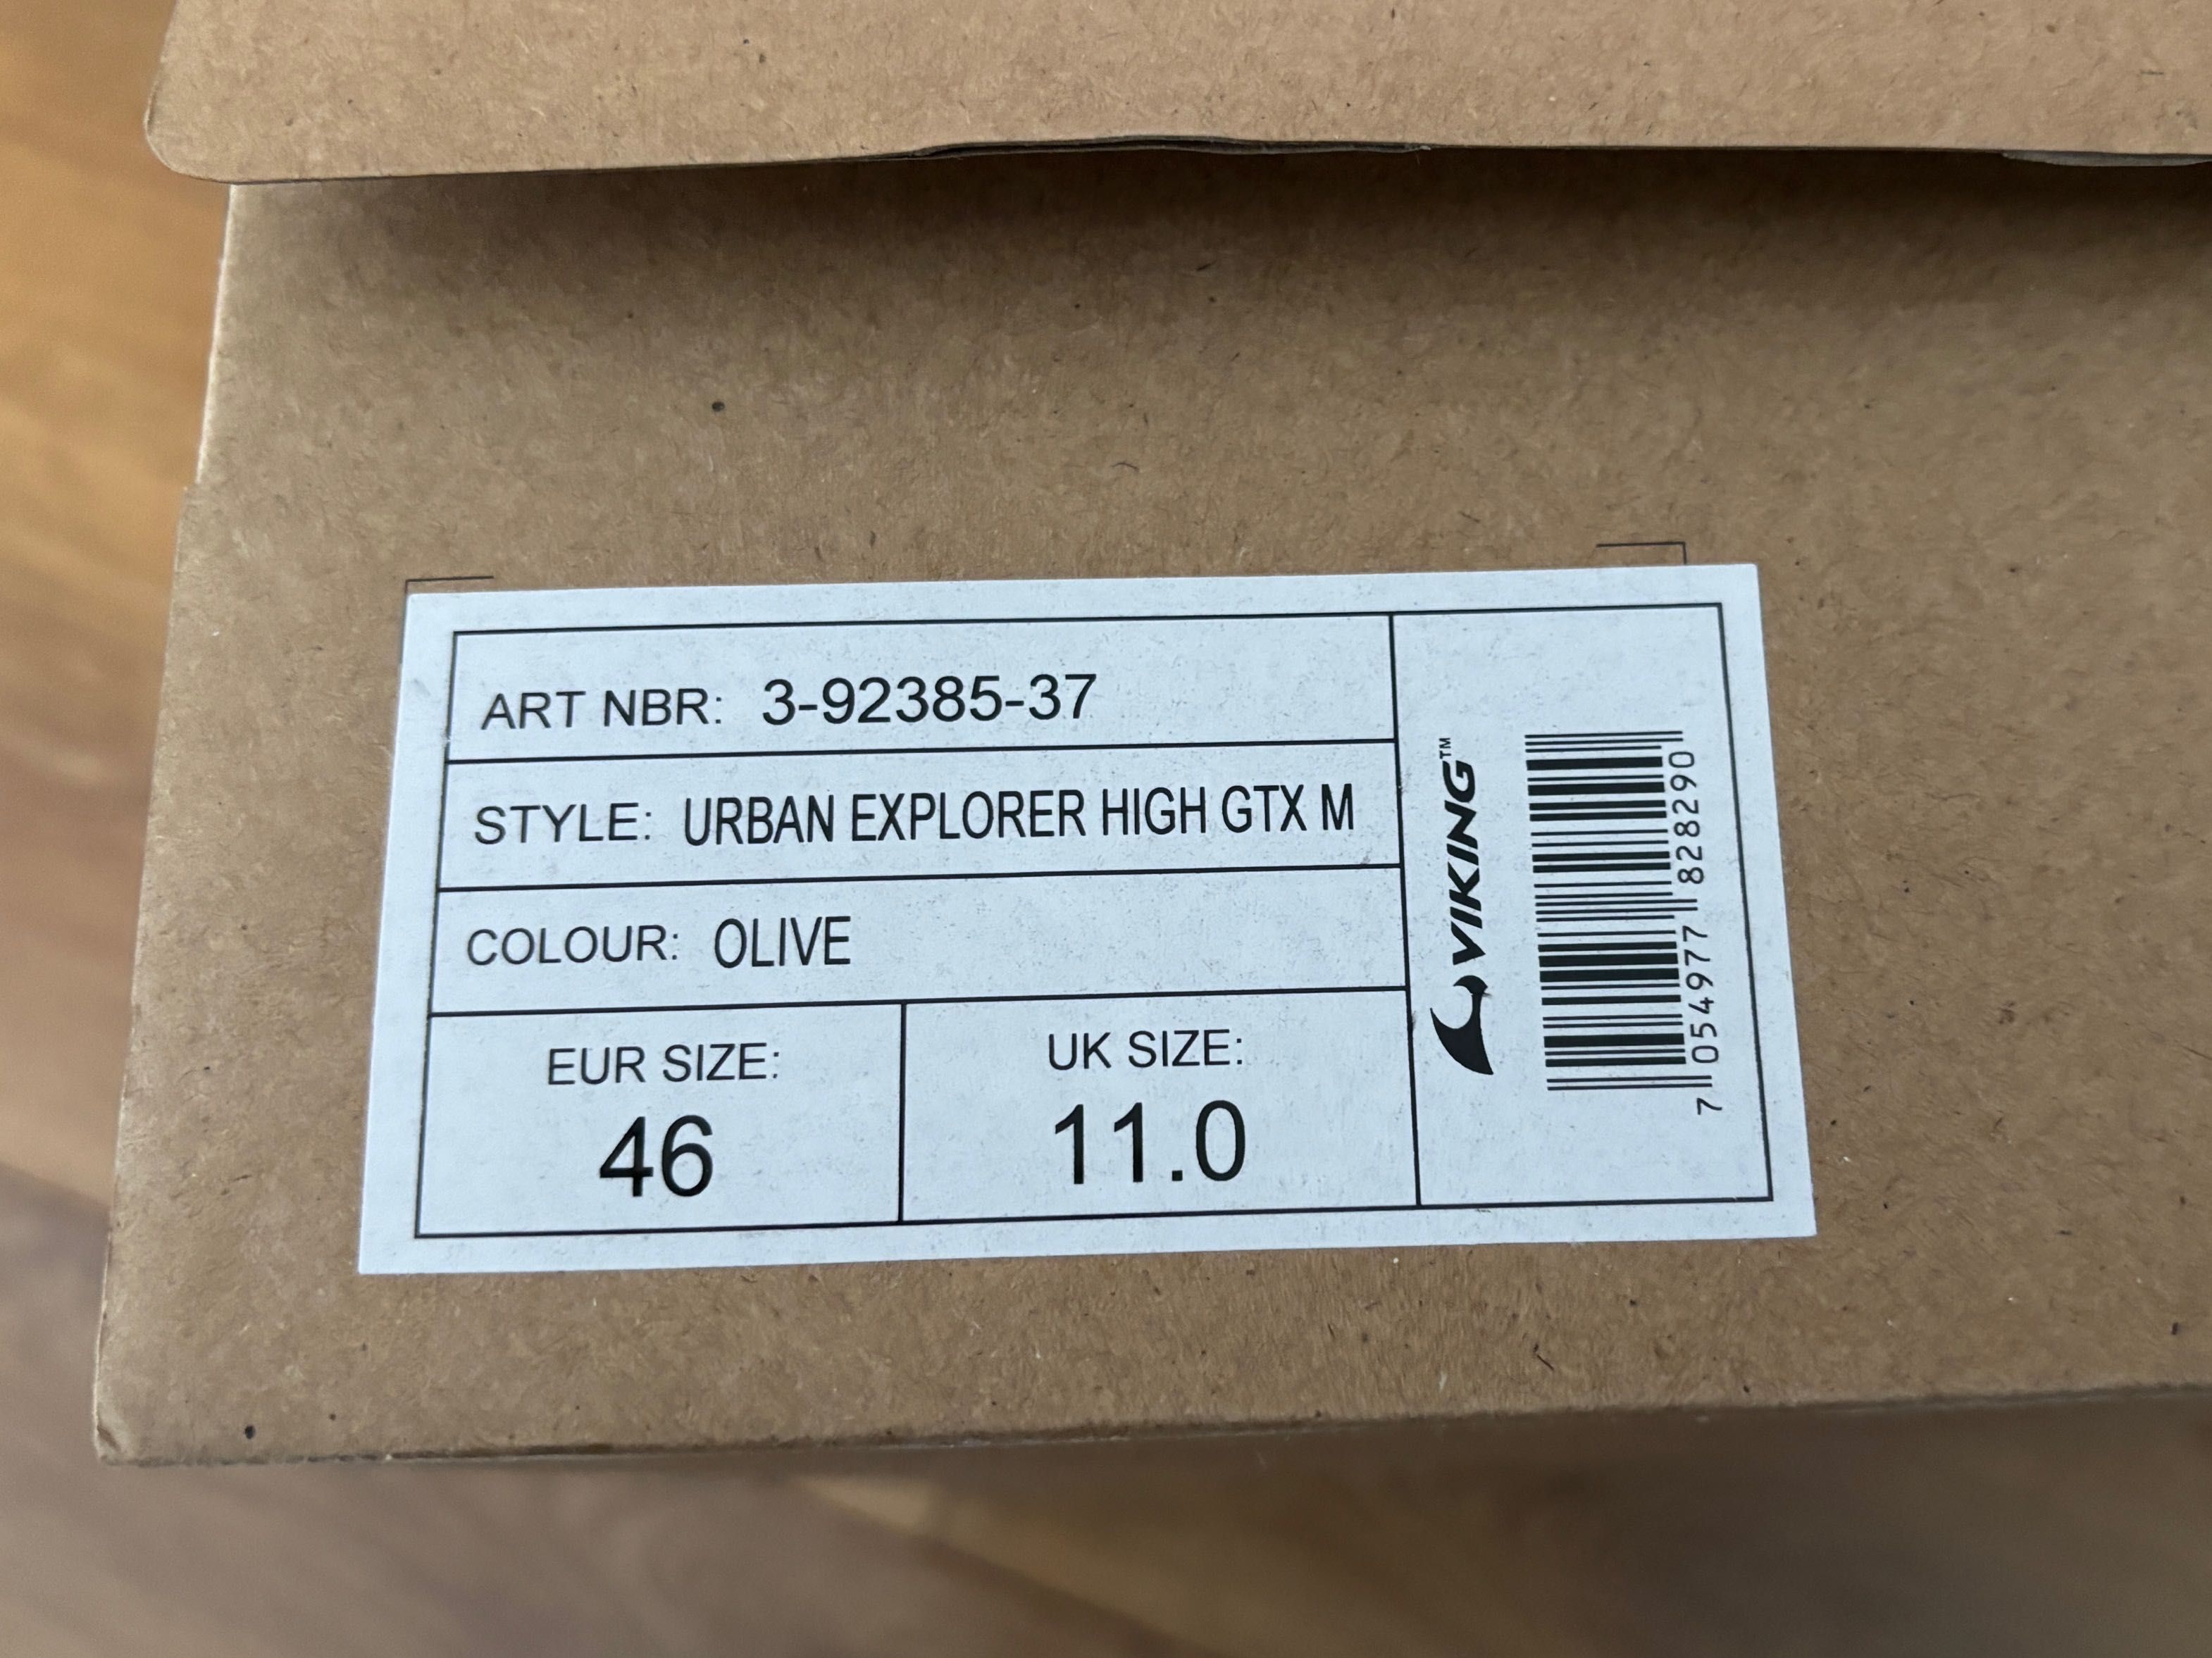 ART NBR: 3-92385-37
STYLE: URBAN EXPLORER HIGH GTX M
COLOUR: OLIVE
EUR SIZE:
46
UK SIZE:
11.0
VIKING™
7 054977 828290